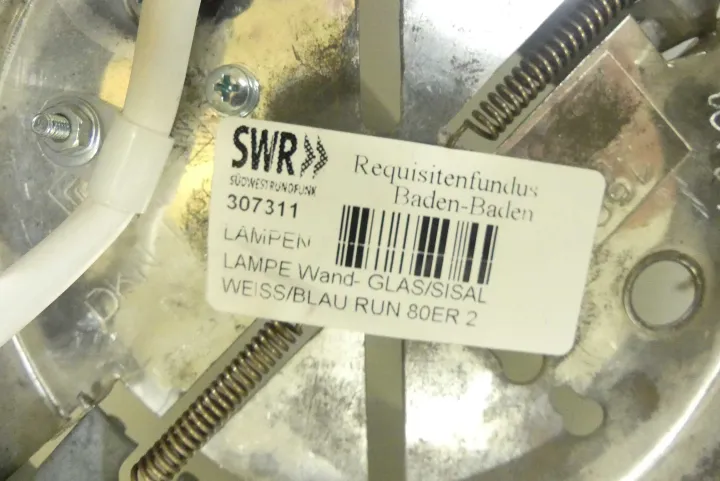 SWR»
SÜDWESTRUNDFUNK
Requisitenfundus
Baden-Baden
307311
LAMPEN
LAMPE Wand- GLAS/SISAL
WEISS/BLAU RUN 80ER 2